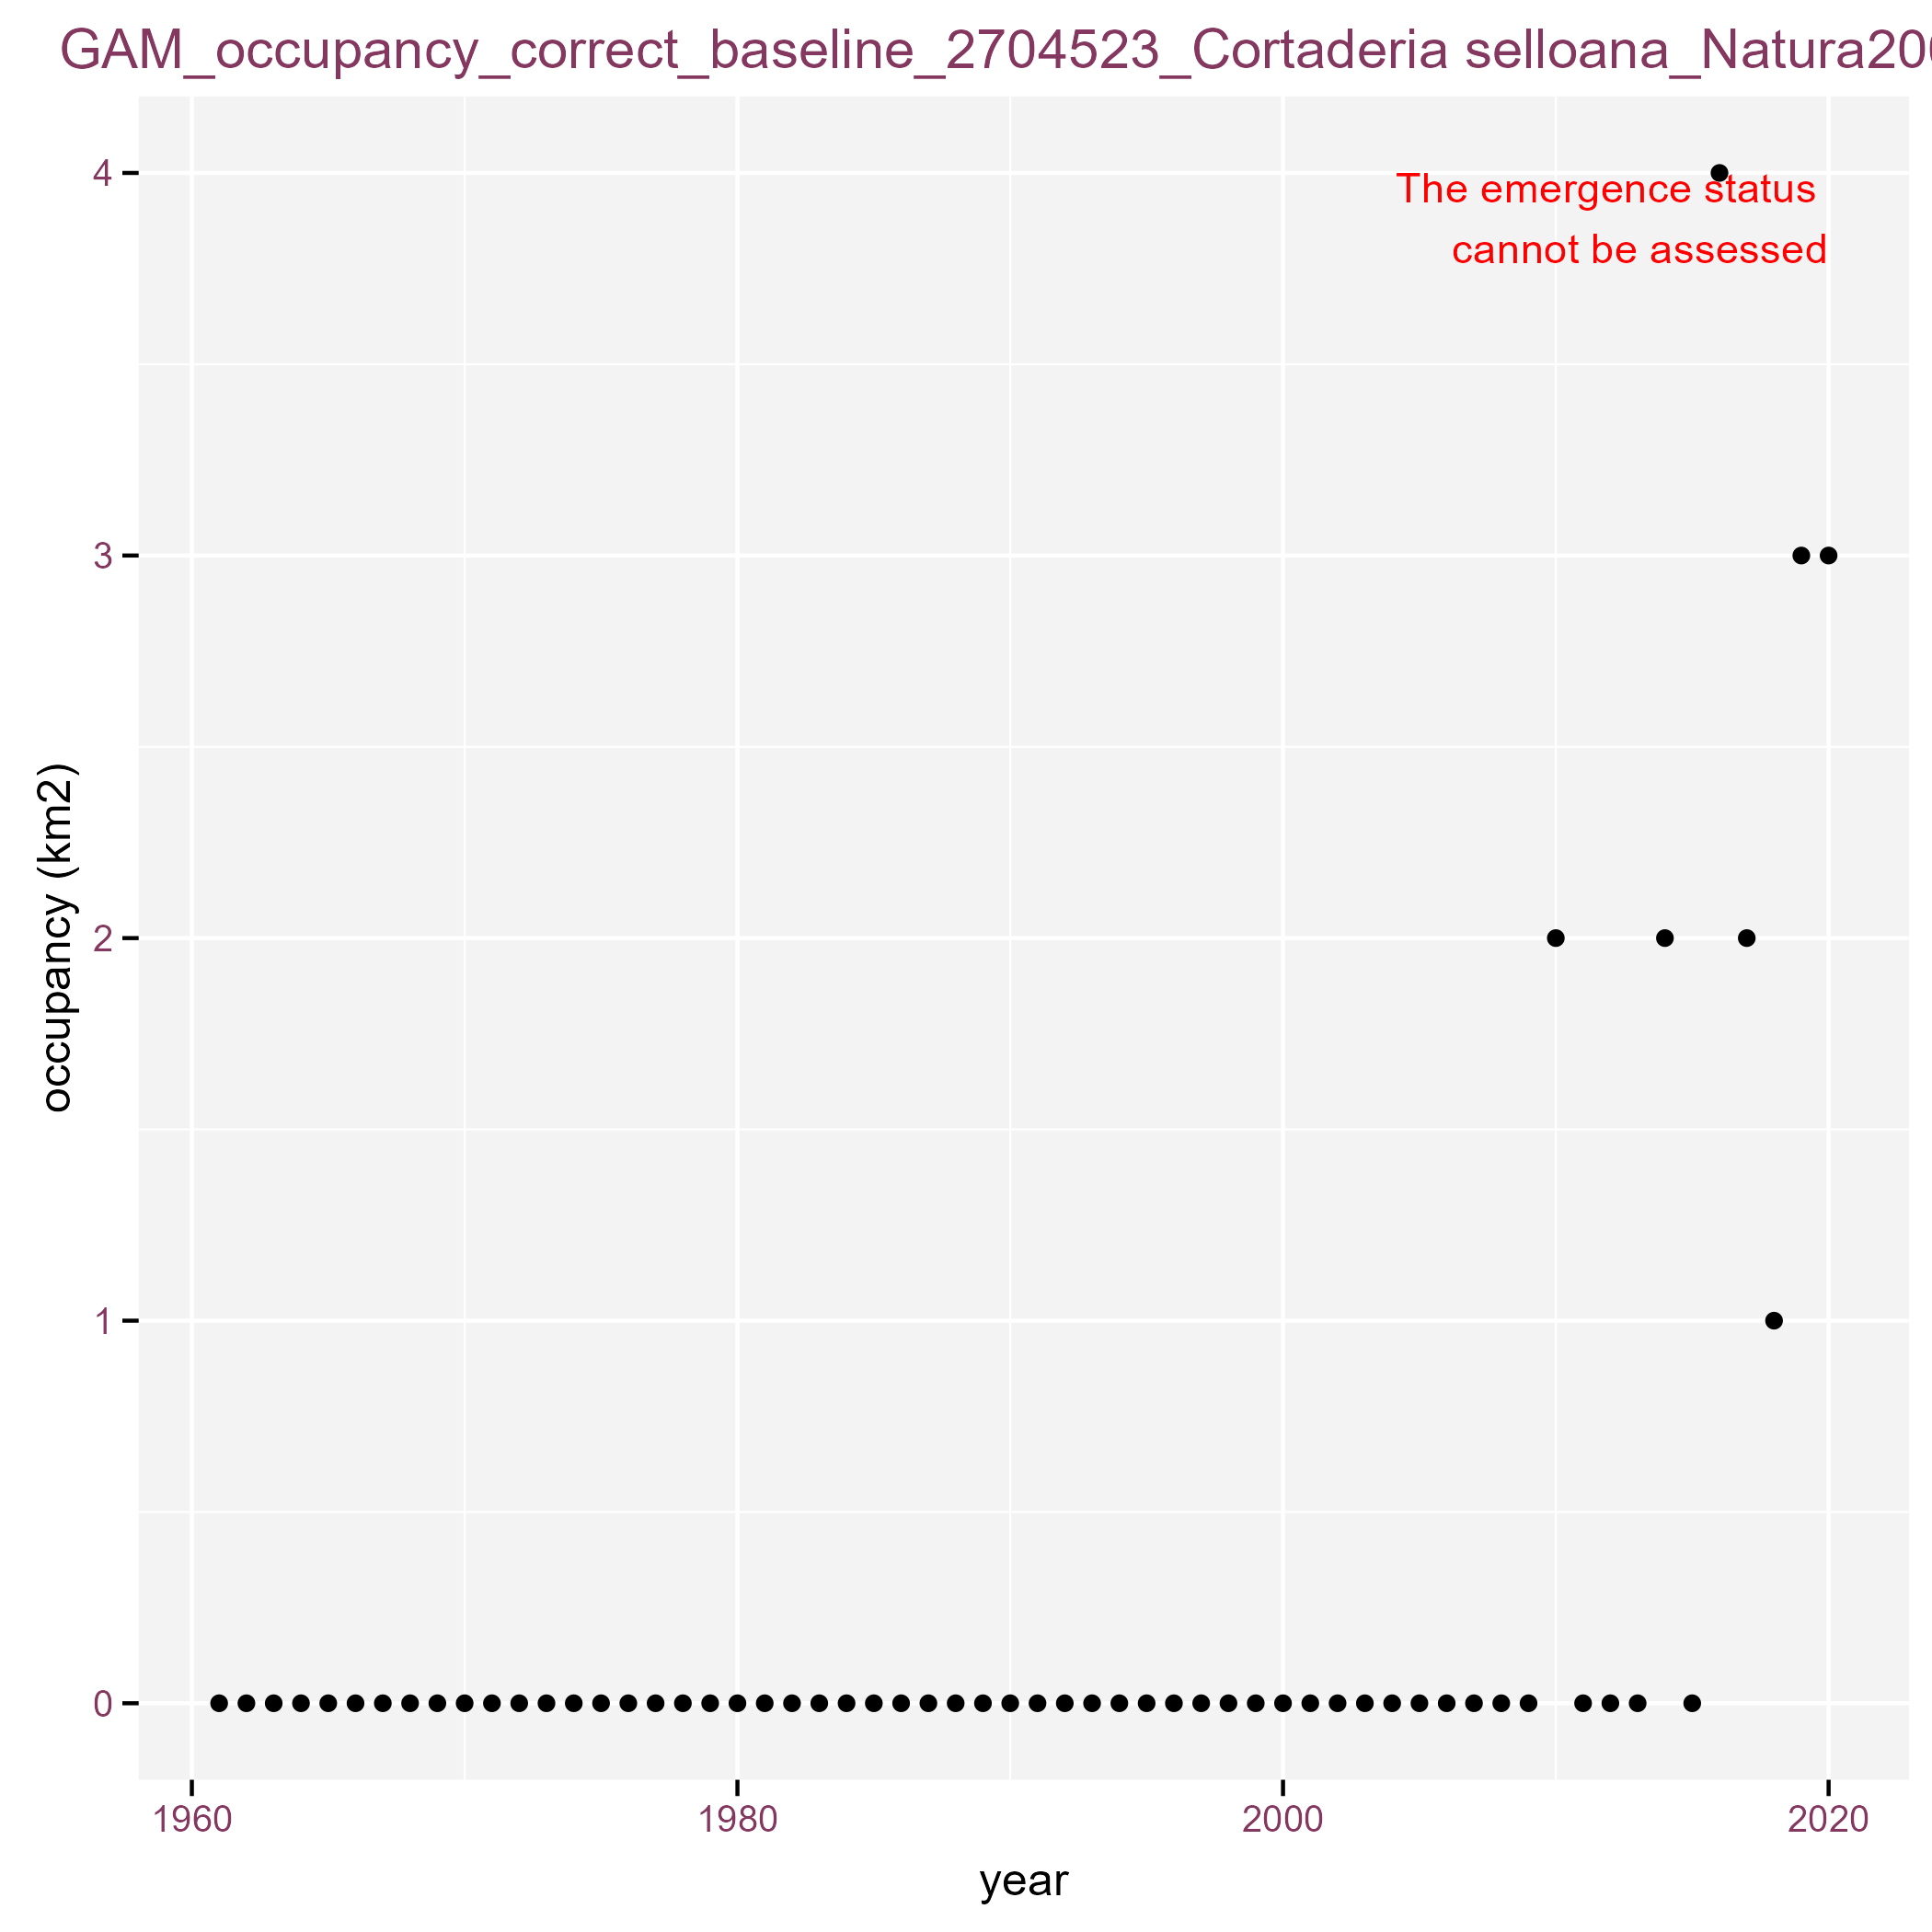 GAM_occupancy_correct_baseline_2704523_Cortaderia selloana_Natura20
4
The emergence status
cannot be assessed
3
2
1
0
occupancy (km2)
1960 1980 2000 2020
year